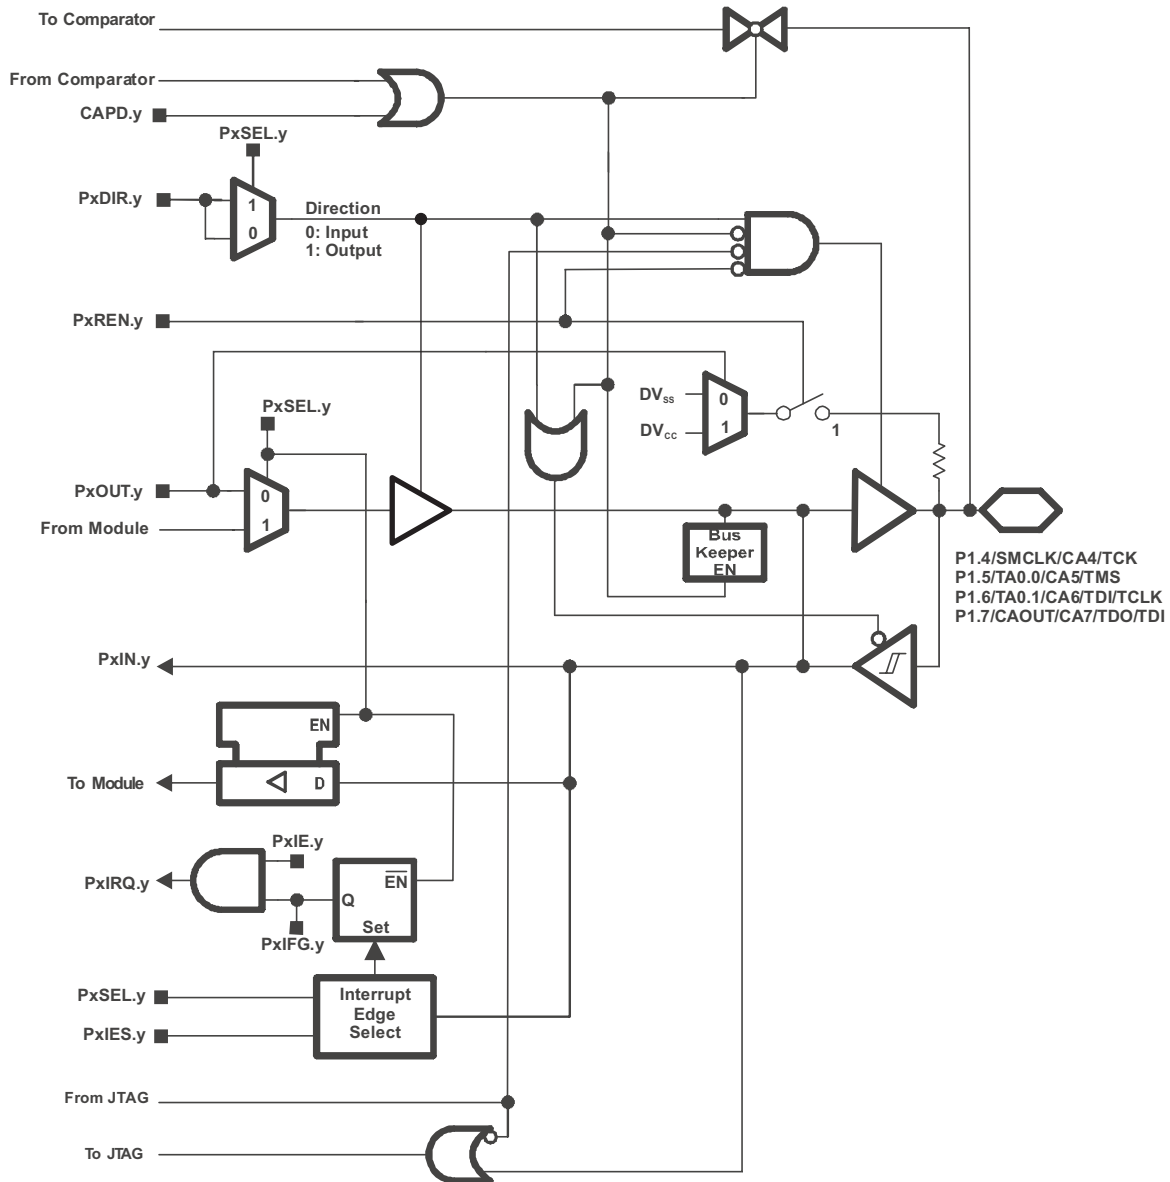 To Comparator
From Comparator
CAPD.y
PxSEL.y
PxDIR.y
1
0
Direction
0: Input
1: Output
PxREN.y
DVSS
0
DVCC
1
1
PxSEL.y
PxOUT.y
0
From Module
1
Bus
Keeper
EN
P1.4/SMCLK/CA4/TCK
P1.5/TA0.0/CA5/TMS
P1.6/TA0.1/CA6/TDI/TCLK
P1.7/CAOUT/CA7/TDO/TDI
PxIN.y
EN
To Module
D
PxIE.y
PxIRQ.y
EN
Q
Set
PxIFG.y
PxSEL.y
PxIES.y
Interrupt
Edge
Select
From JTAG
To JTAG